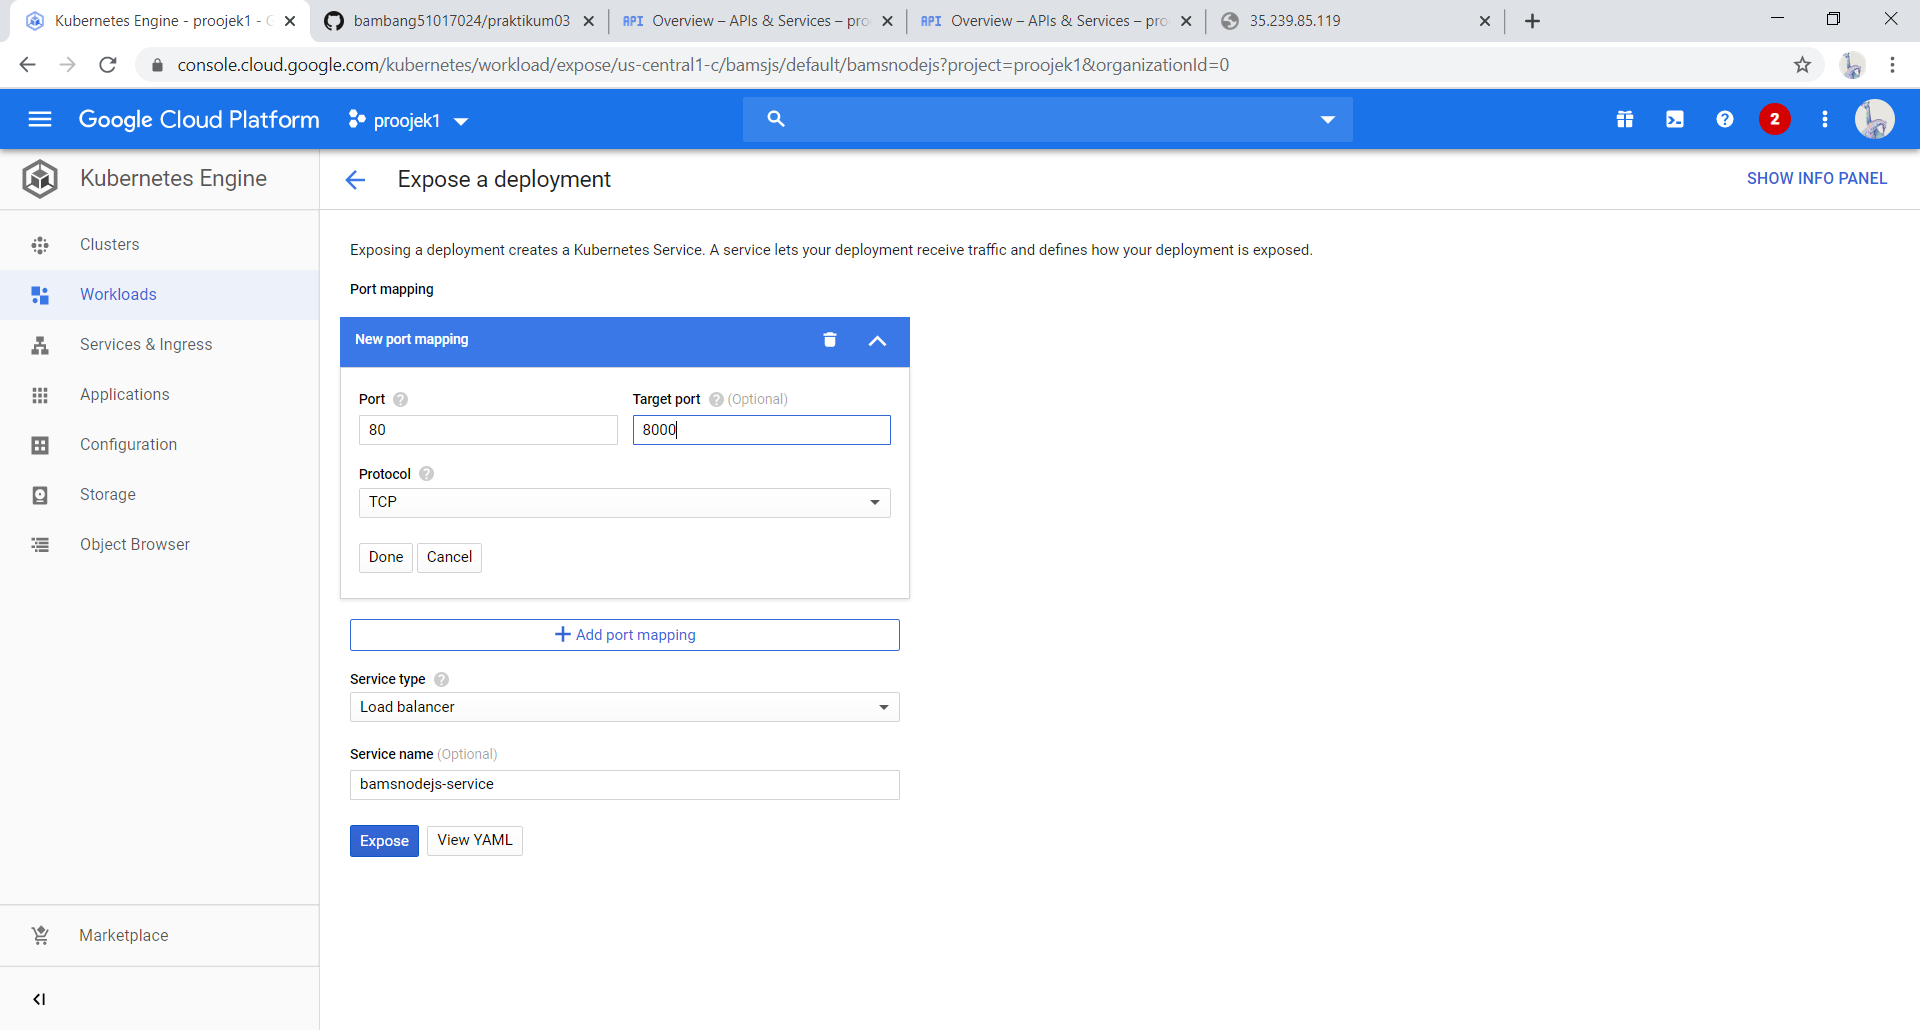 Kubernetes Engine - proojek1 - G
bambang51017024/praktikum03
API Overview – APIs & Services – pro
API Overview – APIs & Services – pro
35.239.85.119
console.cloud.google.com/kubernetes/workload/expose/us-central1-c/bamsjs/default/bamsnodejs?project=proojek1&organizationId=0
Google Cloud Platform
proojek1
2
Kubernetes Engine
Expose a deployment
SHOW INFO PANEL
Clusters
Workloads
Services & Ingress
Applications
Configuration
Storage
Object Browser
Marketplace
Exposing a deployment creates a Kubernetes Service. A service lets your deployment receive traffic and defines how your deployment is exposed.
Port mapping
New port mapping
Port
Target port (Optional)
80
8000
Protocol
TCP
Done
Cancel
Add port mapping
Service type
Load balancer
Service name (Optional)
bamsnodejs-service
Expose
View YAML